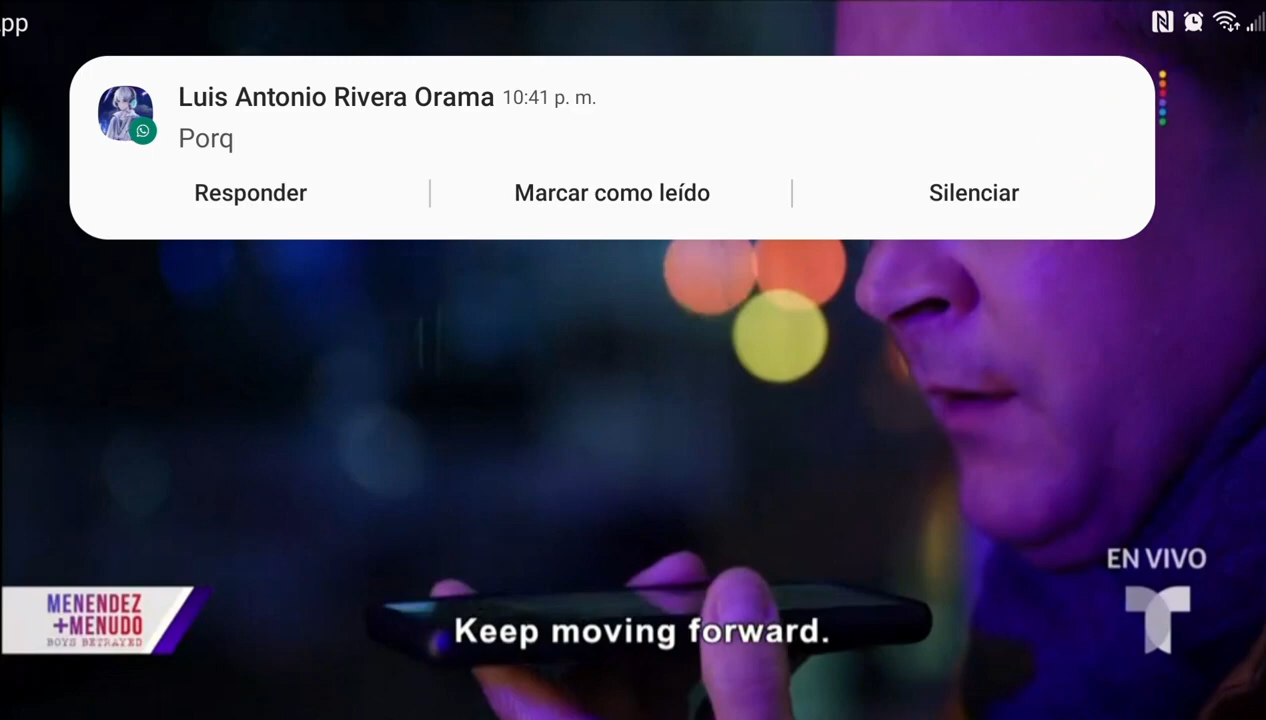 pp
Luis Antonio Rivera Orama 10:41 p. m.
Porq
Responder
Marcar como leído
Silenciar
EN VIVO
MENENDEZ
+MENUDO
BOYS BETRAYED
Keep moving forward.